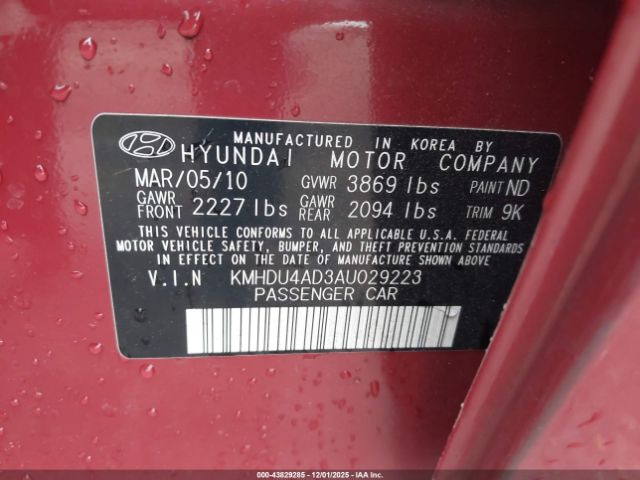 MANUFACTURED IN KOREA BY
HYUNDAI MOTOR COMPANY
MAR/05/10 GVWR 3869 lbs PAINT ND
GAWR FRONT 2227 lbs GAWR REAR 2094 lbs TRIM 9K
THIS VEHICLE CONFORMS TO ALL APPLICABLE U.S.A. FEDERAL
MOTOR VEHICLE SAFETY, BUMPER, AND THEFT PREVENTION STANDARDS
IN EFFECT ON THE DATE OF MANUFACTURE SHOWN ABOVE
V.I.N KMHDU4AD3AU029223
PASSENGER CAR
000-43829285 - 12/01/2025 - IAA, Inc.